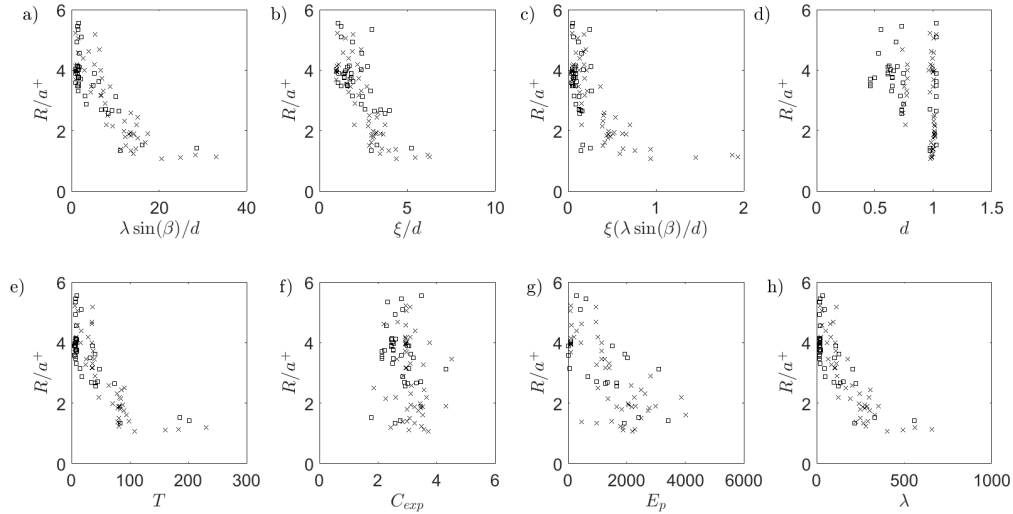 a)
R/a⁺
6
4
2
0
0 20 40
λ sin(β)/d
b)
R/a⁺
6
4
2
0
0 5 10
ξ/d
c)
R/a⁺
6
4
2
0
0 1 2
ξ(λ sin(β)/d)
d)
R/a⁺
6
4
2
0
0 0.5 1 1.5
d
e)
R/a⁺
6
4
2
0
0 100 200 300
T
f)
R/a⁺
6
4
2
0
0 2 4 6
C_exp
g)
R/a⁺
6
4
2
0
0 2000 4000 6000
E_p
h)
R/a⁺
6
4
2
0
0 500 1000
λ